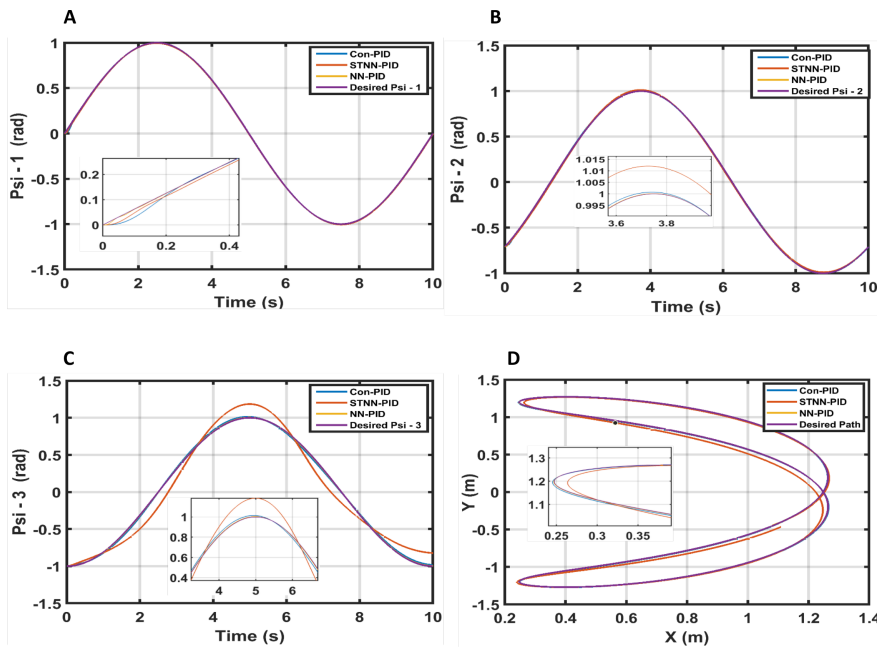 A
Con-PID
STNN-PID
NN-PID
Desired Psi - 1
Psi - 1 (rad)
1.5
1
0.5
0
-0.5
-1
-1.5
0.2
0.1
0
0 0.2 0.4
0 2 4 6 8 10
Time (s)
B
Con-PID
STNN-PID
NN-PID
Desired Psi - 2
Psi - 2 (rad)
1.5
1
0.5
0
-0.5
-1
1.015
1.005
0.995
3.6 3.8
0 2 4 6 8 10
Time (s)
C
Con-PID
STNN-PID
NN-PID
Desired Psi - 3
Psi - 3 (rad)
1.5
1
0.5
0
-0.5
-1
-1.5
1
0.8
0.6
0.4
4 5 6
0 2 4 6 8 10
Time (s)
D
Con-PID
STNN-PID
NN-PID
Desired Path
Y (m)
1.5
1
0.5
0
-0.5
-1
-1.5
1.3
1.2
1.1
0.25 0.3 0.35
0.2 0.4 0.6 0.8 1 1.2 1.4
X (m)